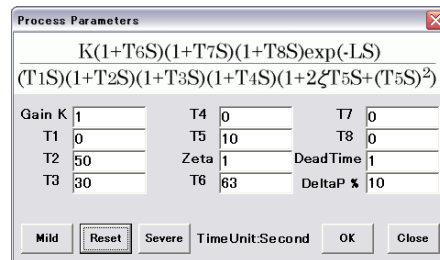 Process Parameters
K(1+T6S)(1+T7S)(1+T8S)exp(-LS)
(T1S)(1+T2S)(1+T3S)(1+T4S)(1+2ζT5S+(T5S)²)
Gain K 1 T4 0 T7 0
T1 0 T5 10 T8 0
T2 50 Zeta 1 DeadTime 1
T3 30 T6 63 DeltaP % 10
Mild Reset Severe TimeUnit:Second OK Close